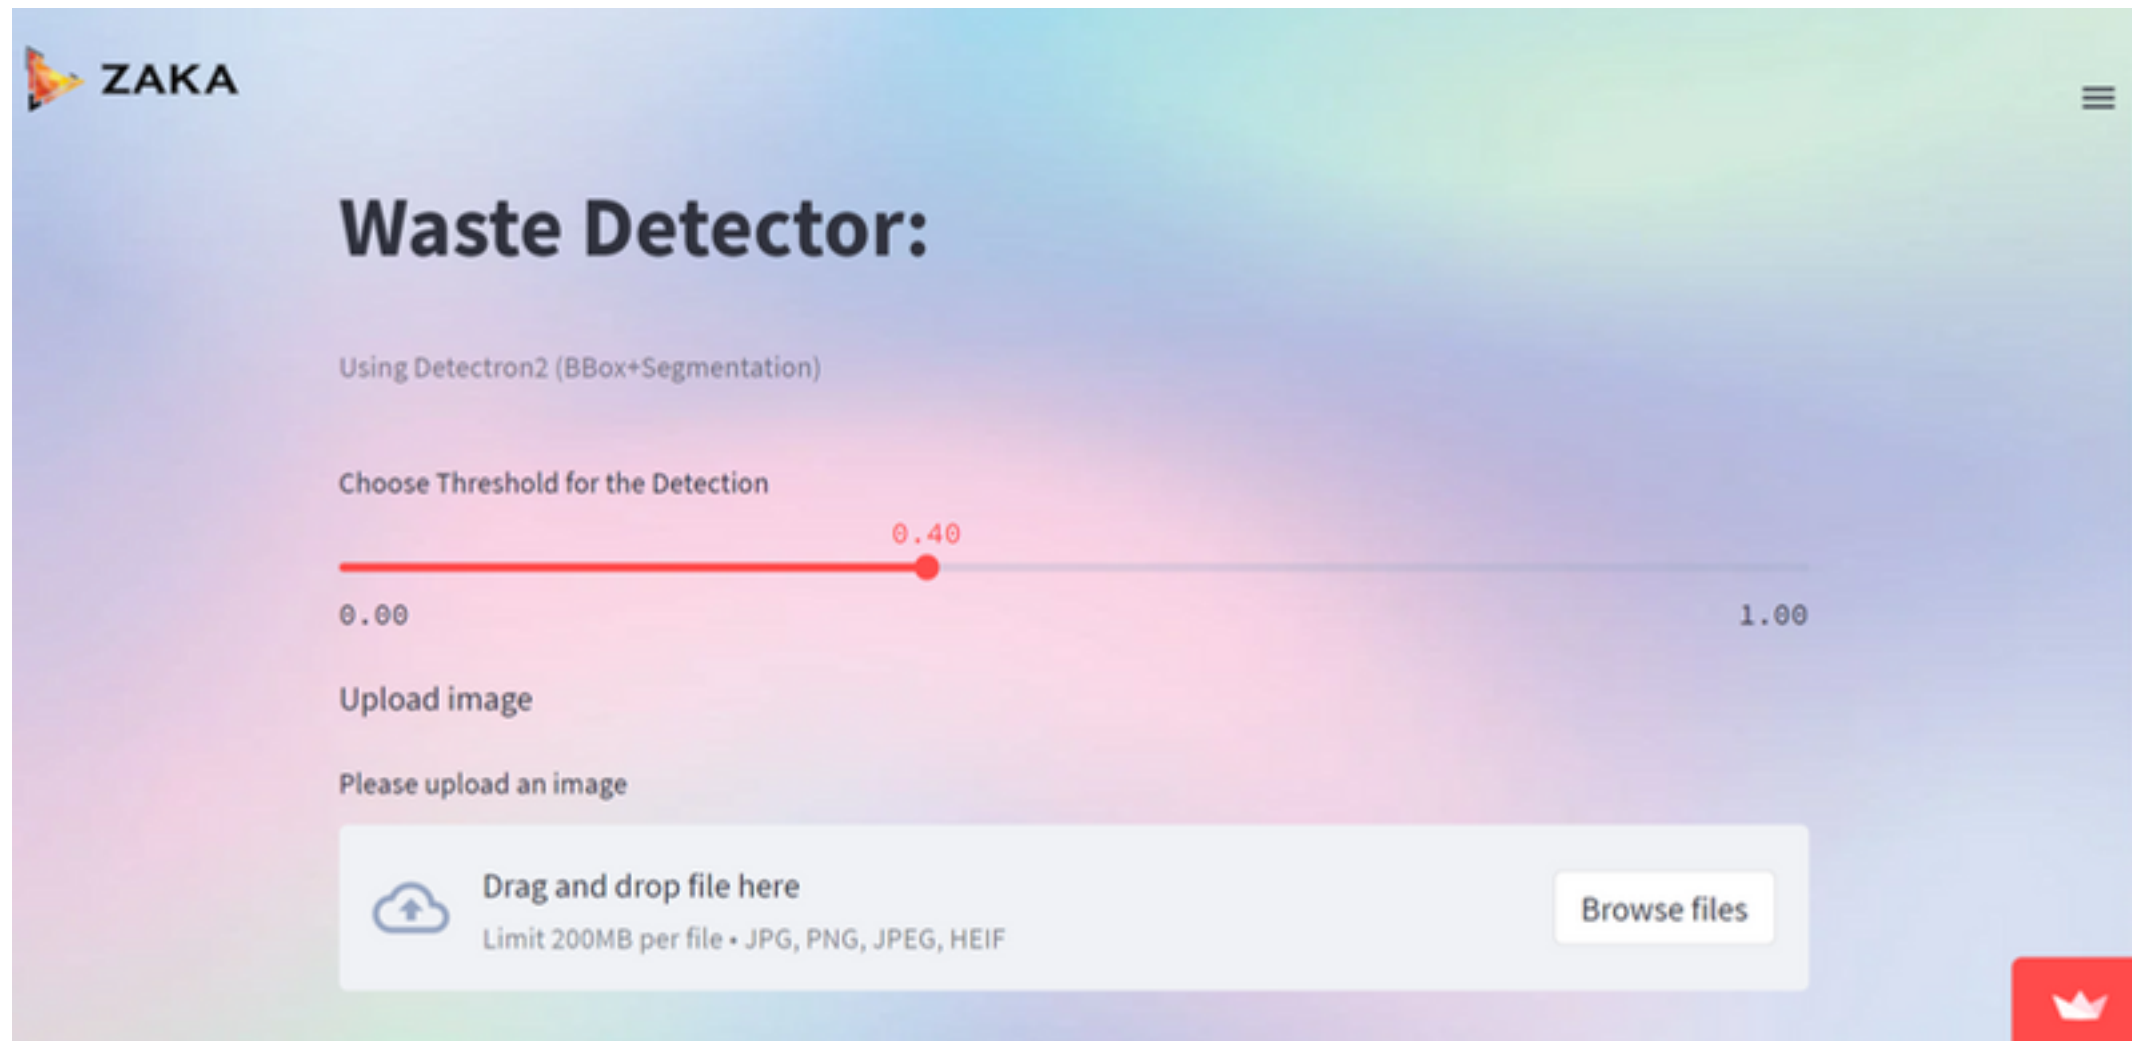 ZAKA
Waste Detector:
Using Detectron2 (BBox+Segmentation)
Choose Threshold for the Detection
0.40
0.00 1.00
Upload image
Please upload an image
Drag and drop file here
Limit 200MB per file • JPG, PNG, JPEG, HEIF
Browse files